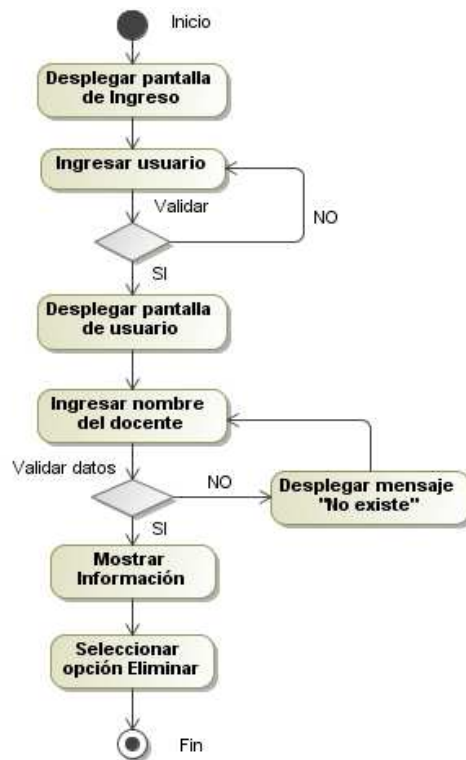 Inicio
Desplegar pantalla
de Ingreso
Ingresar usuario
Validar
NO
SI
Desplegar pantalla
de usuario
Ingresar nombre
del docente
Validar datos
NO
Desplegar mensaje
"No existe"
SI
Mostrar
Información
Seleccionar
opción Eliminar
Fin